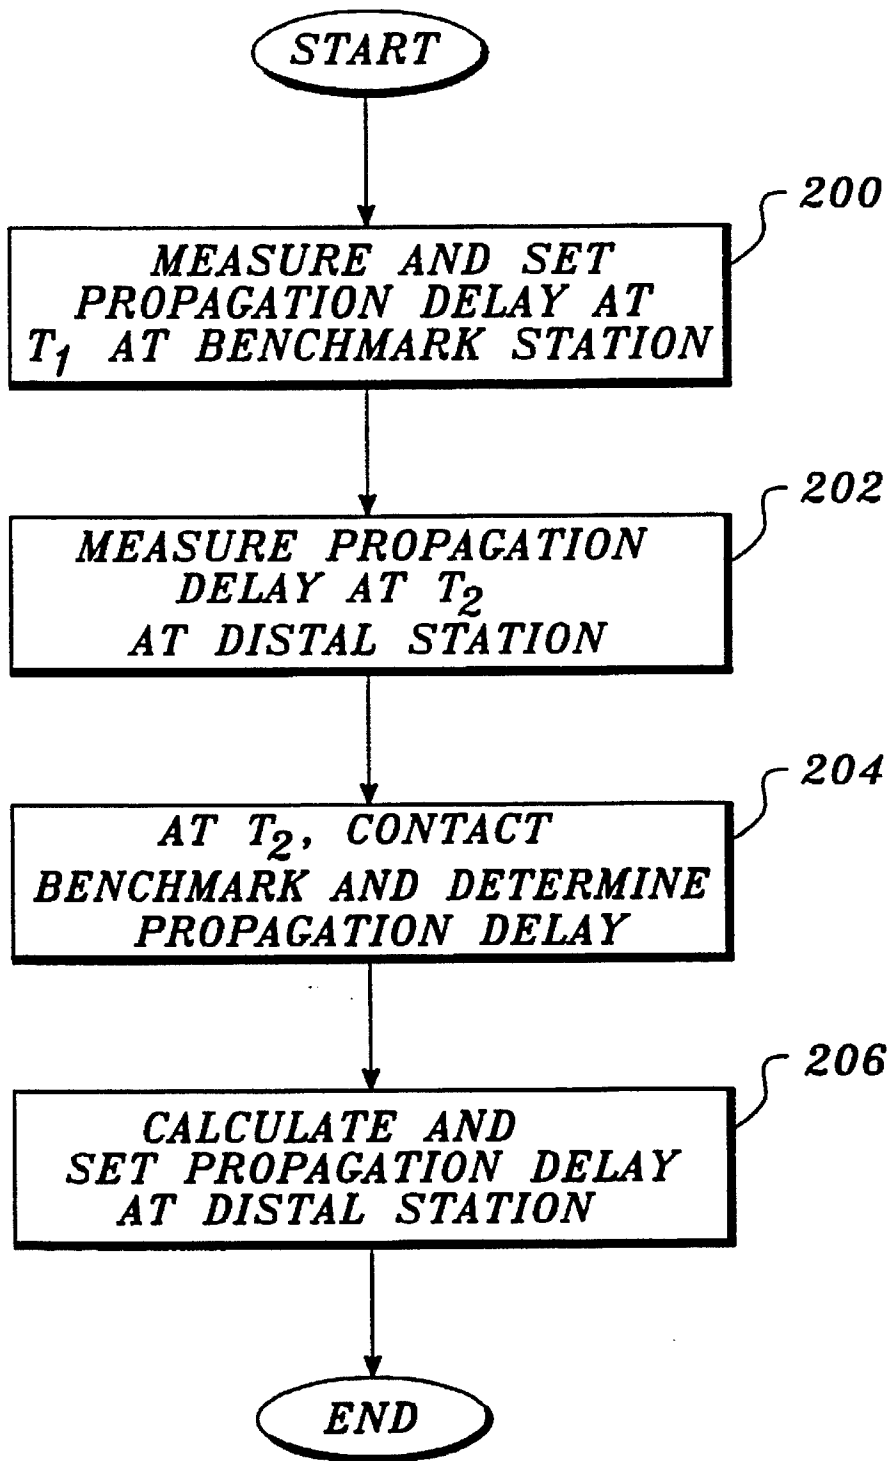 START
200
MEASURE AND SET
PROPAGATION DELAY AT
T1 AT BENCHMARK STATION
202
MEASURE PROPAGATION
DELAY AT T2
AT DISTAL STATION
204
AT T2, CONTACT
BENCHMARK AND DETERMINE
PROPAGATION DELAY
206
CALCULATE AND
SET PROPAGATION DELAY
AT DISTAL STATION
END